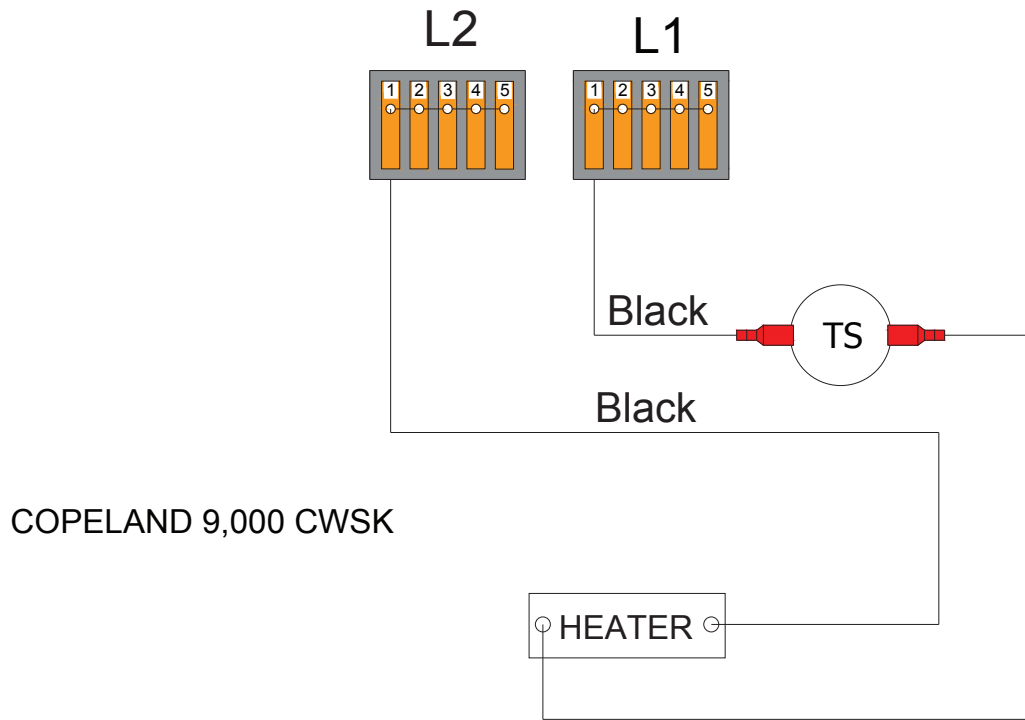 L2 L1
1 2 3 4 5 1 2 3 4 5
Black
TS
Black
COPELAND 9,000 CWSK
HEATER